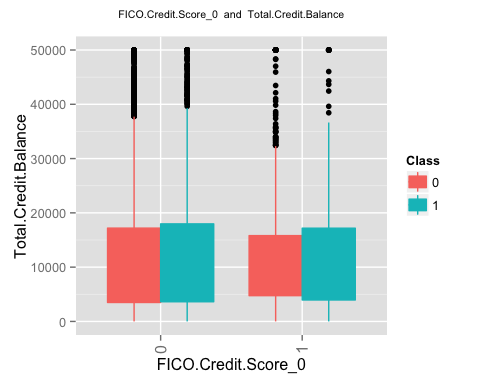 FICO.Credit.Score_0 and Total.Credit.Balance
50000
40000
30000
20000
10000
0
Total.Credit.Balance
0
1
FICO.Credit.Score_0
Class
0
1